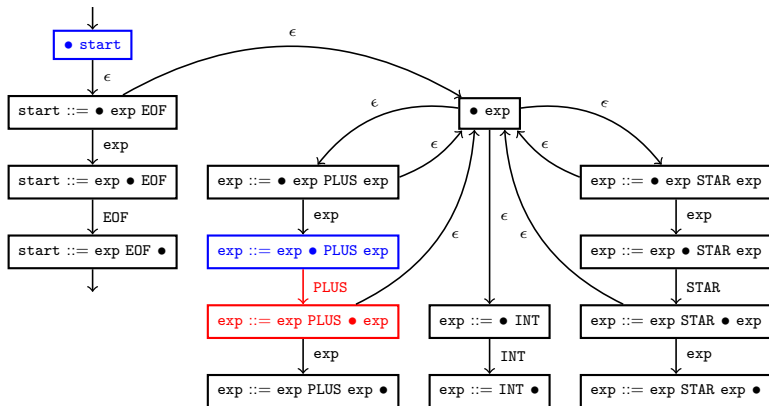 ● start
ϵ
ϵ
start ::= ● exp EOF
● exp
ϵ
ϵ
exp
ϵ
ϵ
start ::= exp ● EOF
exp ::= ● exp PLUS exp
exp ::= ● exp STAR exp
EOF
exp
ϵ
exp
start ::= exp EOF ●
exp ::= exp ● PLUS exp
ϵ
ϵ
exp ::= exp ● STAR exp
PLUS
STAR
exp ::= exp PLUS ● exp
exp ::= ● INT
exp ::= exp STAR ● exp
exp
INT
exp
exp ::= exp PLUS exp ●
exp ::= INT ●
exp ::= exp STAR exp ●